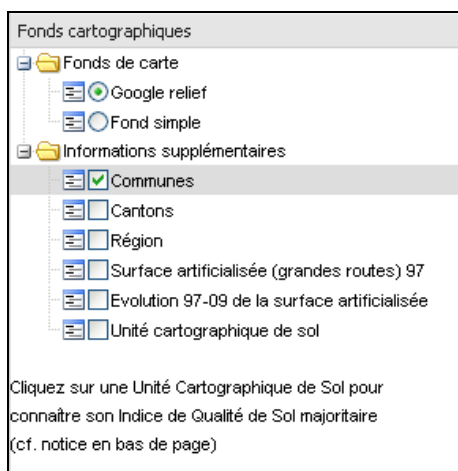 Fonds cartographiques
Fonds de carte
Google relief
Fond simple
Informations supplémentaires
Communes
Cantons
Région
Surface artificialisée (grandes routes) 97
Evolution 97-09 de la surface artificialisée
Unité cartographique de sol
Cliquez sur une Unité Cartographique de Sol pour
connaître son Indice de Qualité de Sol majoritaire
(cf. notice en bas de page)